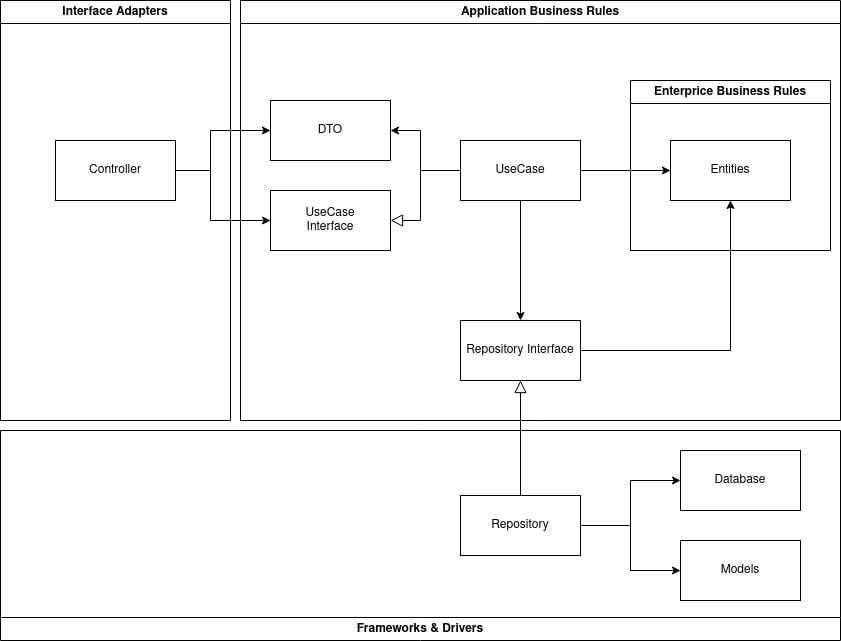 Interface Adapters
Application Business Rules
Enterprice Business Rules
DTO
Controller
UseCase
Entities
UseCase
Interface
Repository Interface
Database
Repository
Models
Frameworks & Drivers